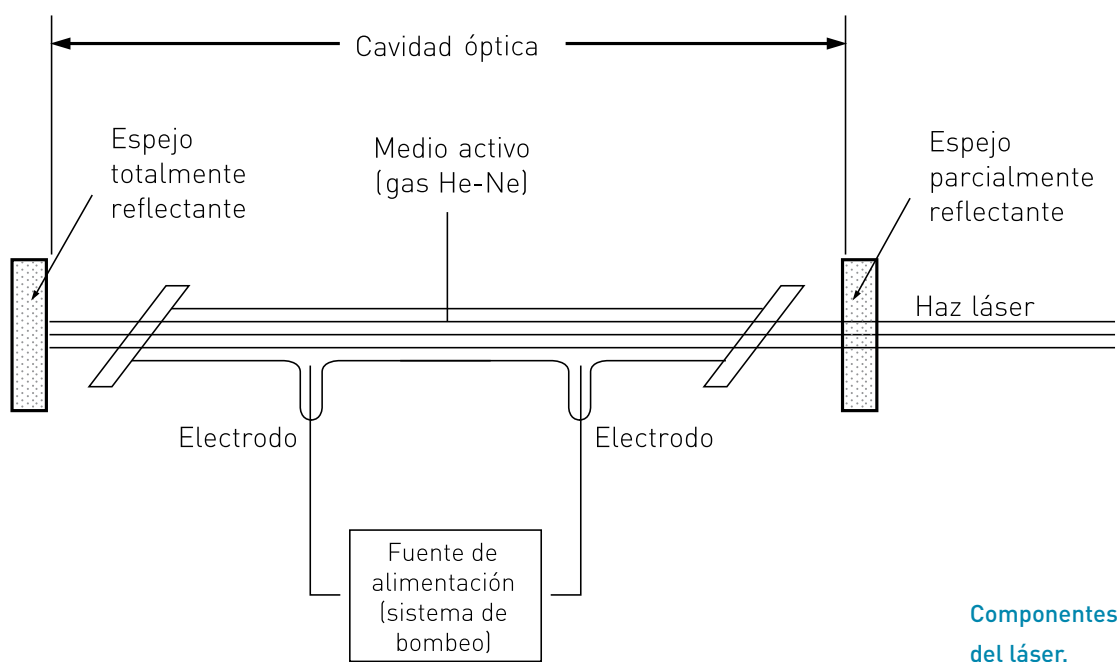 Cavidad óptica
Espejo
totalmente
reflectante
Medio activo
(gas He-Ne)
Espejo
parcialmente
reflectante
Haz láser
Electrodo
Electrodo
Fuente de
alimentación
(sistema de
bombeo)
Componentes
del láser.